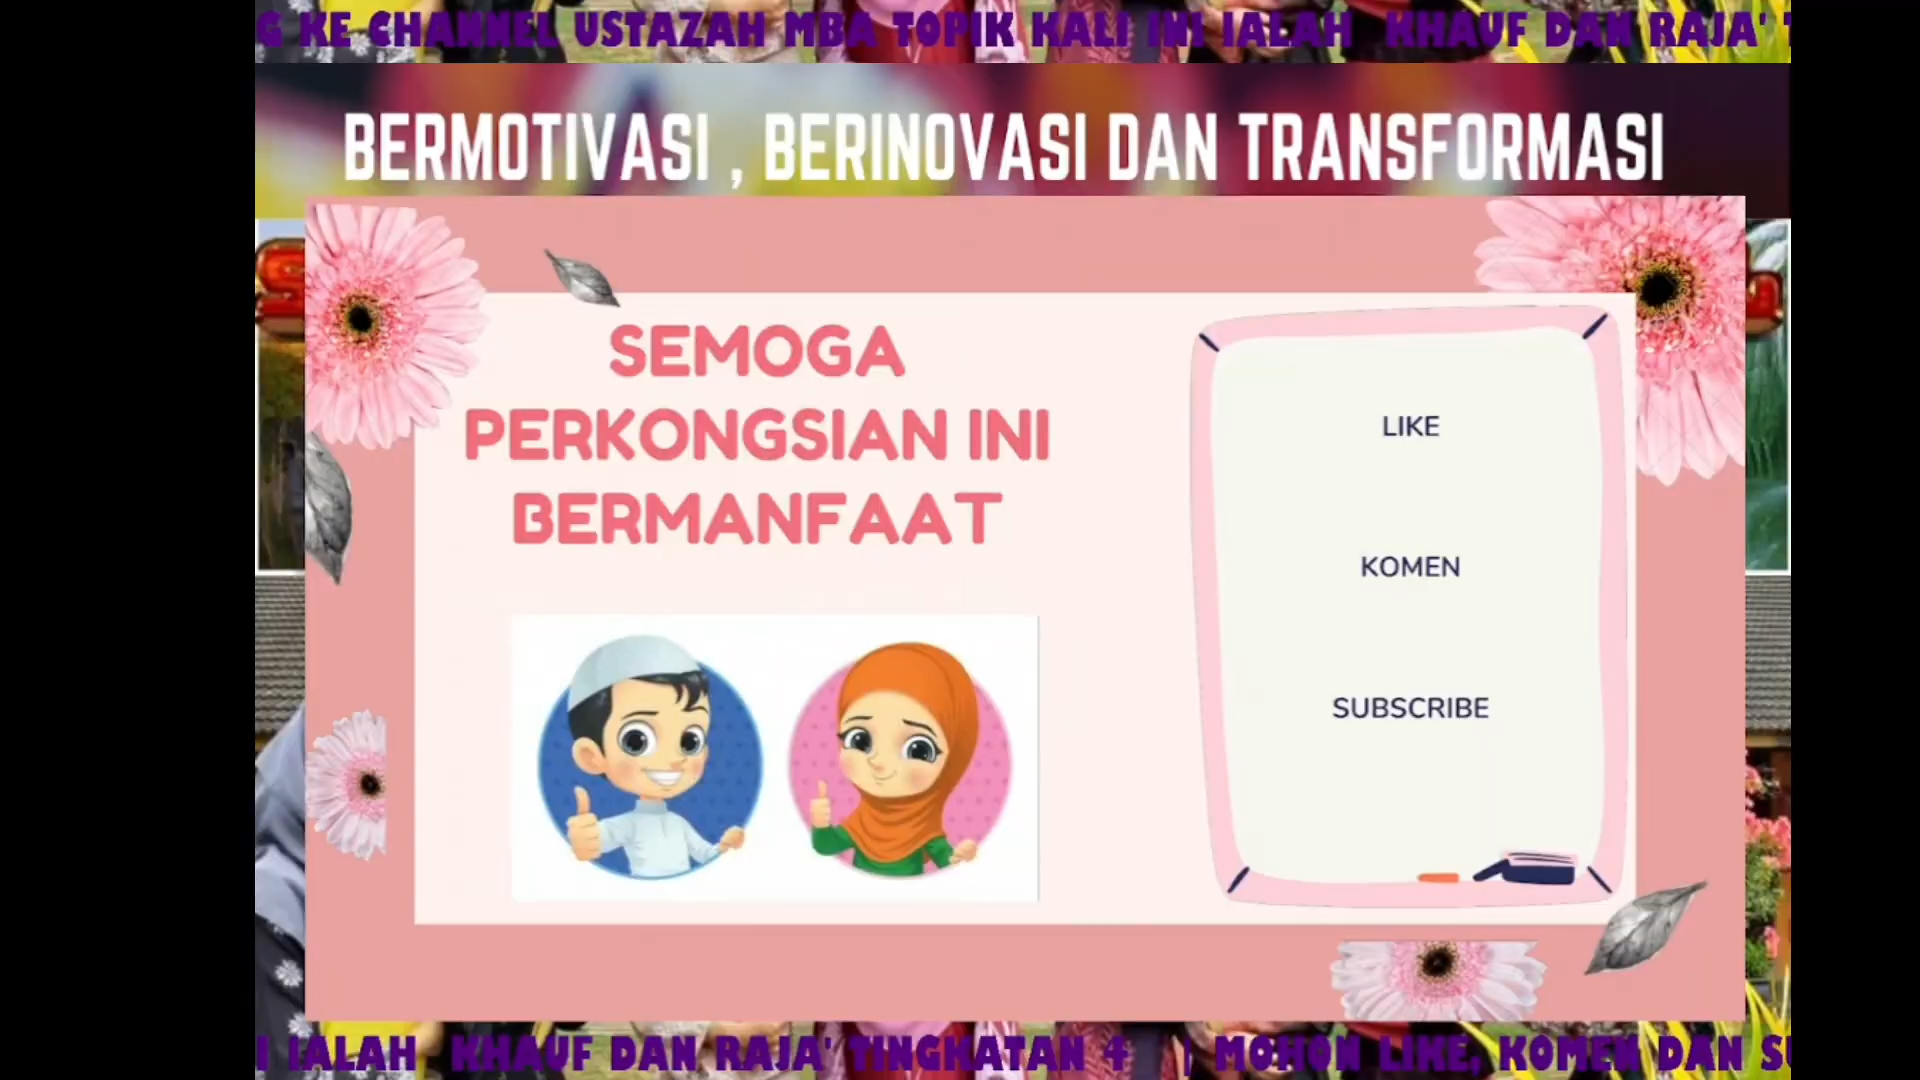 G KE CHANNEL USTAZAH MBA TOPIK KALI INI IALAH KHAUF DAN RAJA'
BERMOTIVASI , BERINOVASI DAN TRANSFORMASI
SEMOGA
PERKONGSIAN INI
BERMANFAAT
LIKE
KOMEN
SUBSCRIBE
I IALAH KHAUF DAN RAJA' TINGKATAN 4 | MOHON LIKE, KOMEN DAN